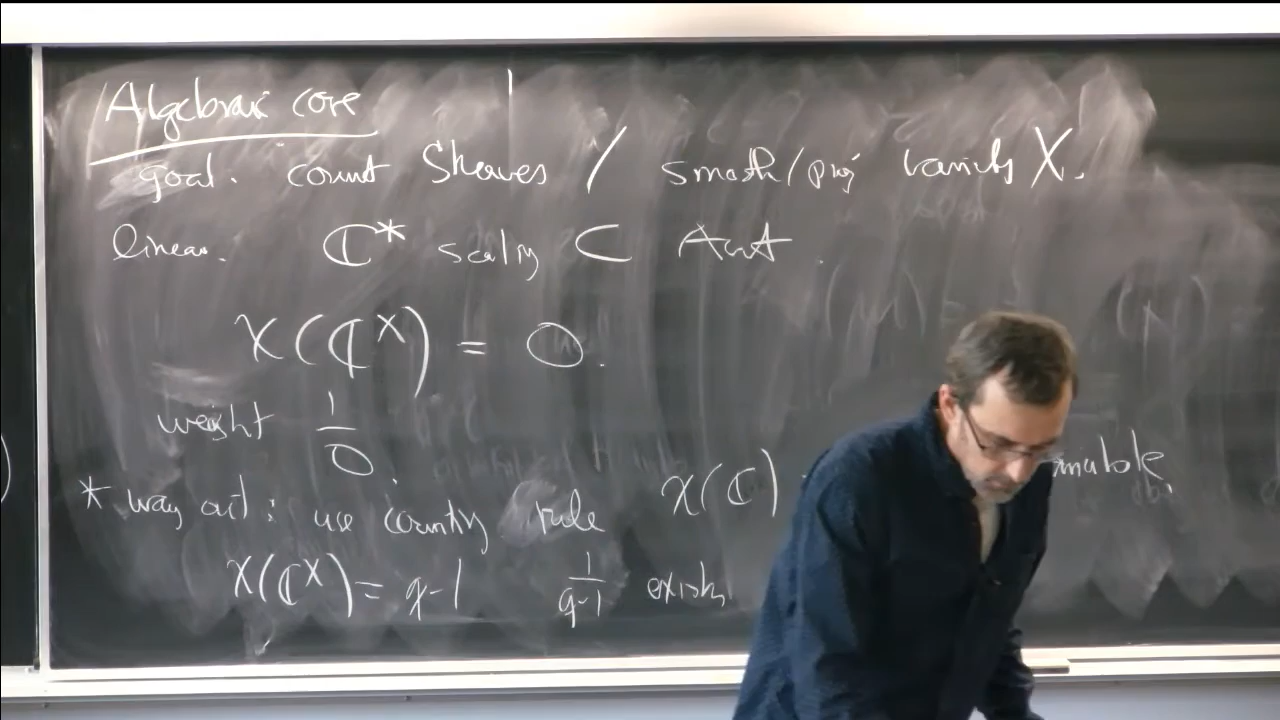 Algebraic core
goal. count Sheaves / smooth/proj varieties X.
linear. ℂ* scaling ⊂ Aut.
χ(ℂ^×) = 0.
weight 1/0.
* way out: use counting rule χ(ℂ)
χ(ℂ^×) = q-1 1/(q-1) exists